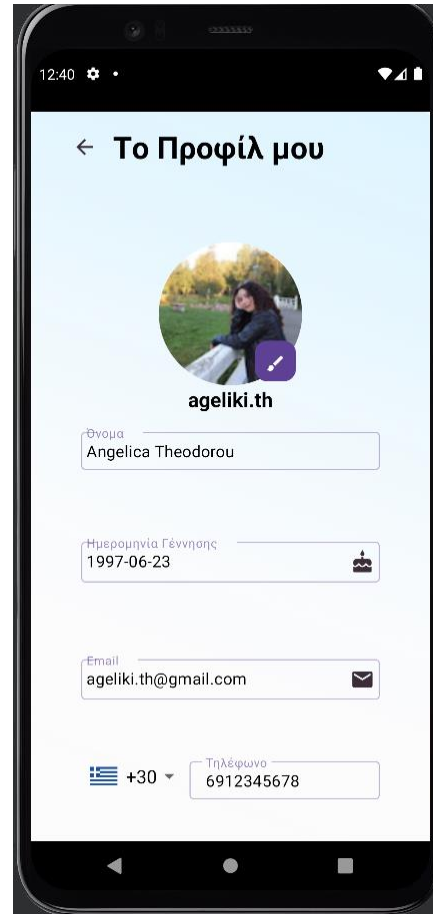 12:40
Το Προφίλ μου
ageliki.th
Όνομα
Angelica Theodorou
Ημερομηνία Γέννησης
1997-06-23
Email
ageliki.th@gmail.com
+30
Τηλέφωνο
6912345678